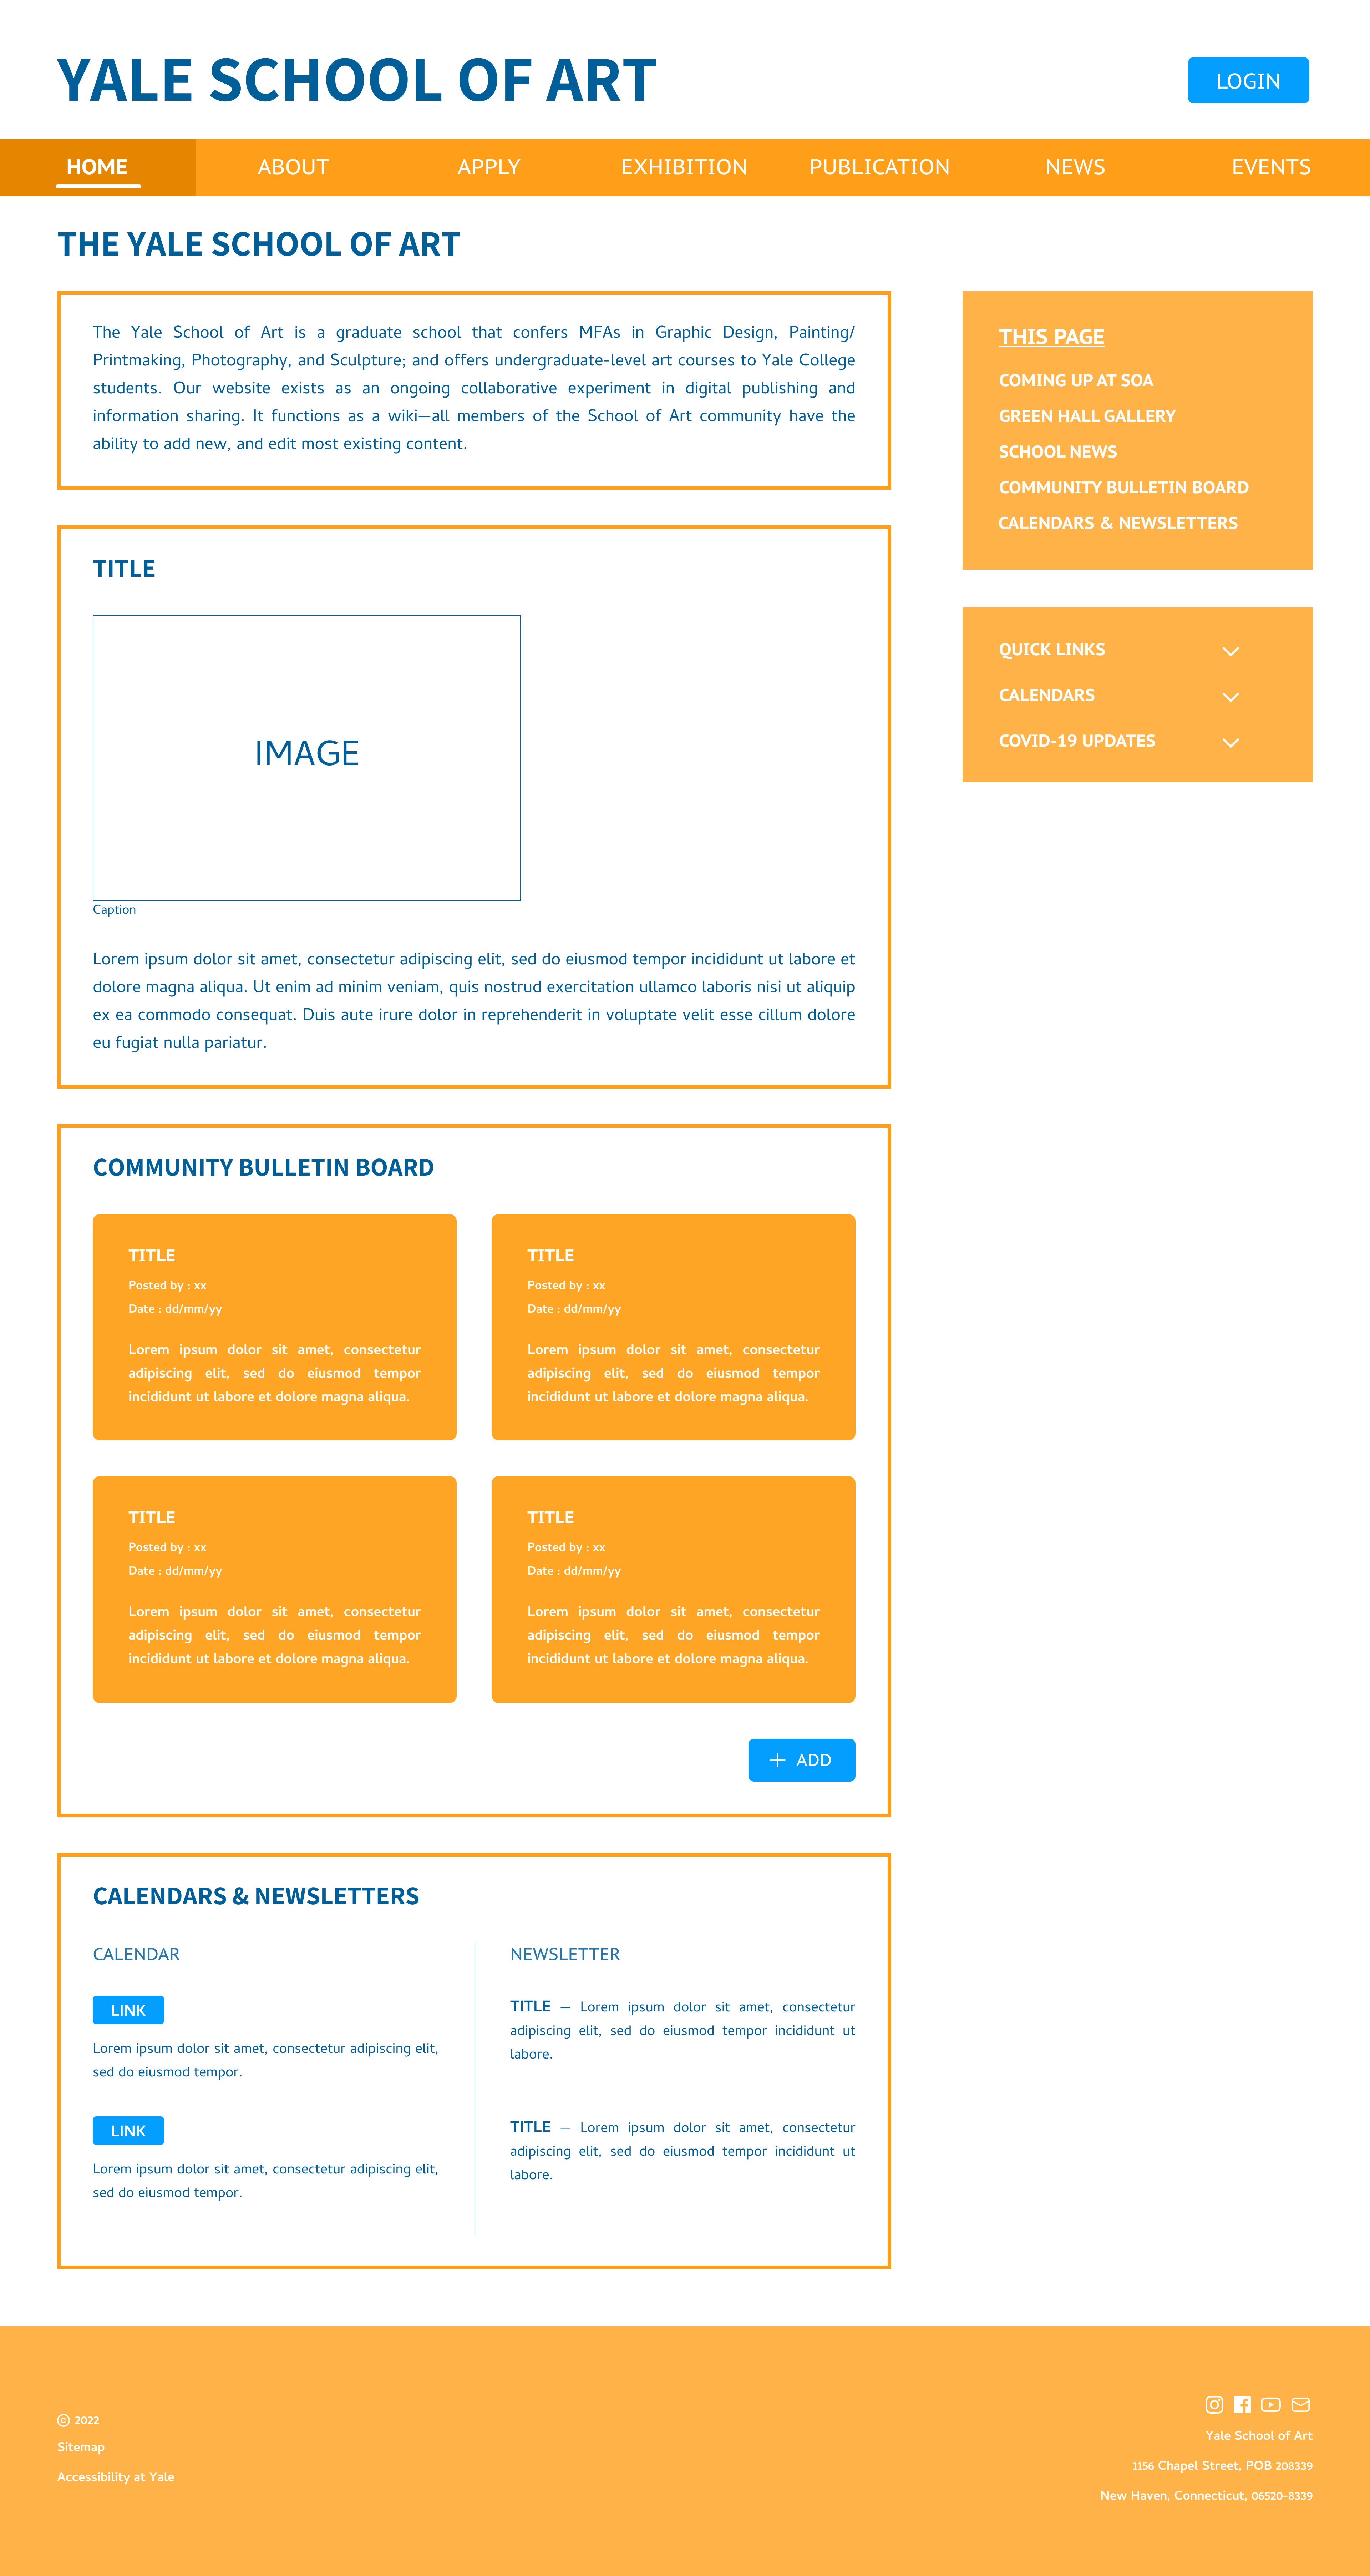 YALE SCHOOL OF ART
LOGIN
HOME ABOUT APPLY EXHIBITION PUBLICATION NEWS EVENTS
THE YALE SCHOOL OF ART
The Yale School of Art is a graduate school that confers MFAs in Graphic Design, Painting/
Printmaking, Photography, and Sculpture; and offers undergraduate-level art courses to Yale College
students. Our website exists as an ongoing collaborative experiment in digital publishing and
information sharing. It functions as a wiki—all members of the School of Art community have the
ability to add new, and edit most existing content.
THIS PAGE
COMING UP AT SOA
GREEN HALL GALLERY
SCHOOL NEWS
COMMUNITY BULLETIN BOARD
CALENDARS & NEWSLETTERS
QUICK LINKS
CALENDARS
COVID-19 UPDATES
TITLE
IMAGE
Caption
Lorem ipsum dolor sit amet, consectetur adipiscing elit, sed do eiusmod tempor incididunt ut labore et
dolore magna aliqua. Ut enim ad minim veniam, quis nostrud exercitation ullamco laboris nisi ut aliquip
ex ea commodo consequat. Duis aute irure dolor in reprehenderit in voluptate velit esse cillum dolore
eu fugiat nulla pariatur.
COMMUNITY BULLETIN BOARD
TITLE
Posted by : xx
Date : dd/mm/yy
Lorem ipsum dolor sit amet, consectetur
adipiscing elit, sed do eiusmod tempor
incididunt ut labore et dolore magna aliqua.
TITLE
Posted by : xx
Date : dd/mm/yy
Lorem ipsum dolor sit amet, consectetur
adipiscing elit, sed do eiusmod tempor
incididunt ut labore et dolore magna aliqua.
TITLE
Posted by : xx
Date : dd/mm/yy
Lorem ipsum dolor sit amet, consectetur
adipiscing elit, sed do eiusmod tempor
incididunt ut labore et dolore magna aliqua.
TITLE
Posted by : xx
Date : dd/mm/yy
Lorem ipsum dolor sit amet, consectetur
adipiscing elit, sed do eiusmod tempor
incididunt ut labore et dolore magna aliqua.
+ ADD
CALENDARS & NEWSLETTERS
CALENDAR
LINK
Lorem ipsum dolor sit amet, consectetur adipiscing elit,
sed do eiusmod tempor.
LINK
Lorem ipsum dolor sit amet, consectetur adipiscing elit,
sed do eiusmod tempor.
NEWSLETTER
TITLE — Lorem ipsum dolor sit amet, consectetur
adipiscing elit, sed do eiusmod tempor incididunt ut
labore.
TITLE — Lorem ipsum dolor sit amet, consectetur
adipiscing elit, sed do eiusmod tempor incididunt ut
labore.
© 2022
Sitemap
Accessibility at Yale
Yale School of Art
1156 Chapel Street, POB 208339
New Haven, Connecticut, 06520-8339